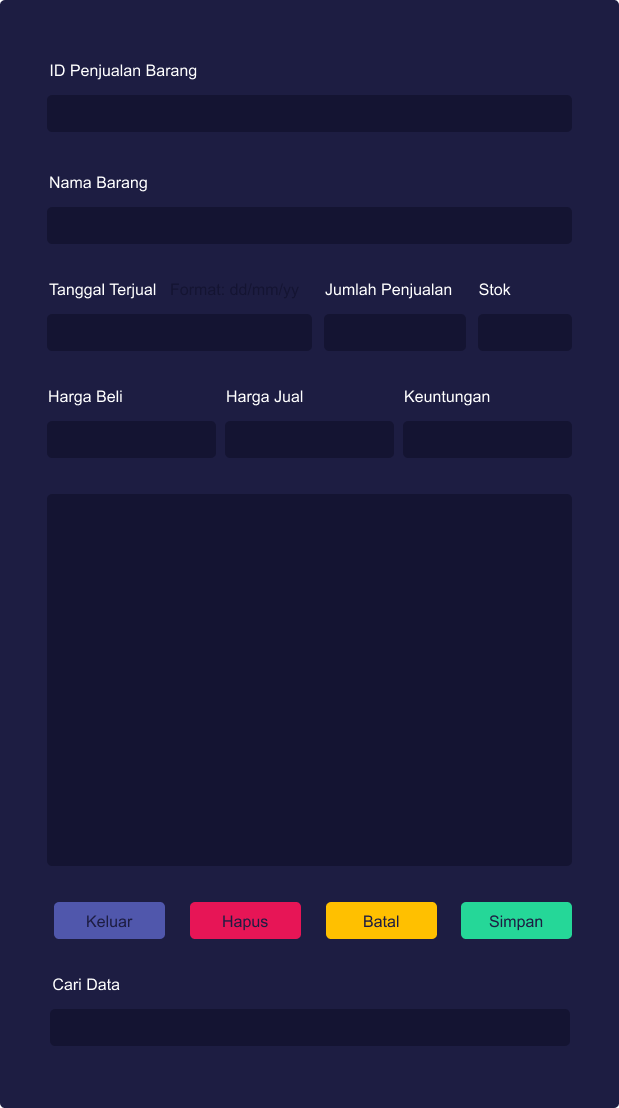 ID Penjualan Barang
Nama Barang
Tanggal Terjual Format: dd/mm/yy Jumlah Penjualan Stok
Harga Beli Harga Jual Keuntungan
Keluar Hapus Batal Simpan
Cari Data